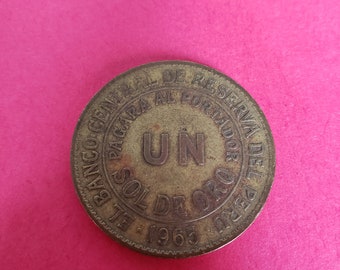 EL BANCO CENTRAL DE RESERVA DEL PERU
PAGARA AL PORTADOR
UN
SOL DE ORO